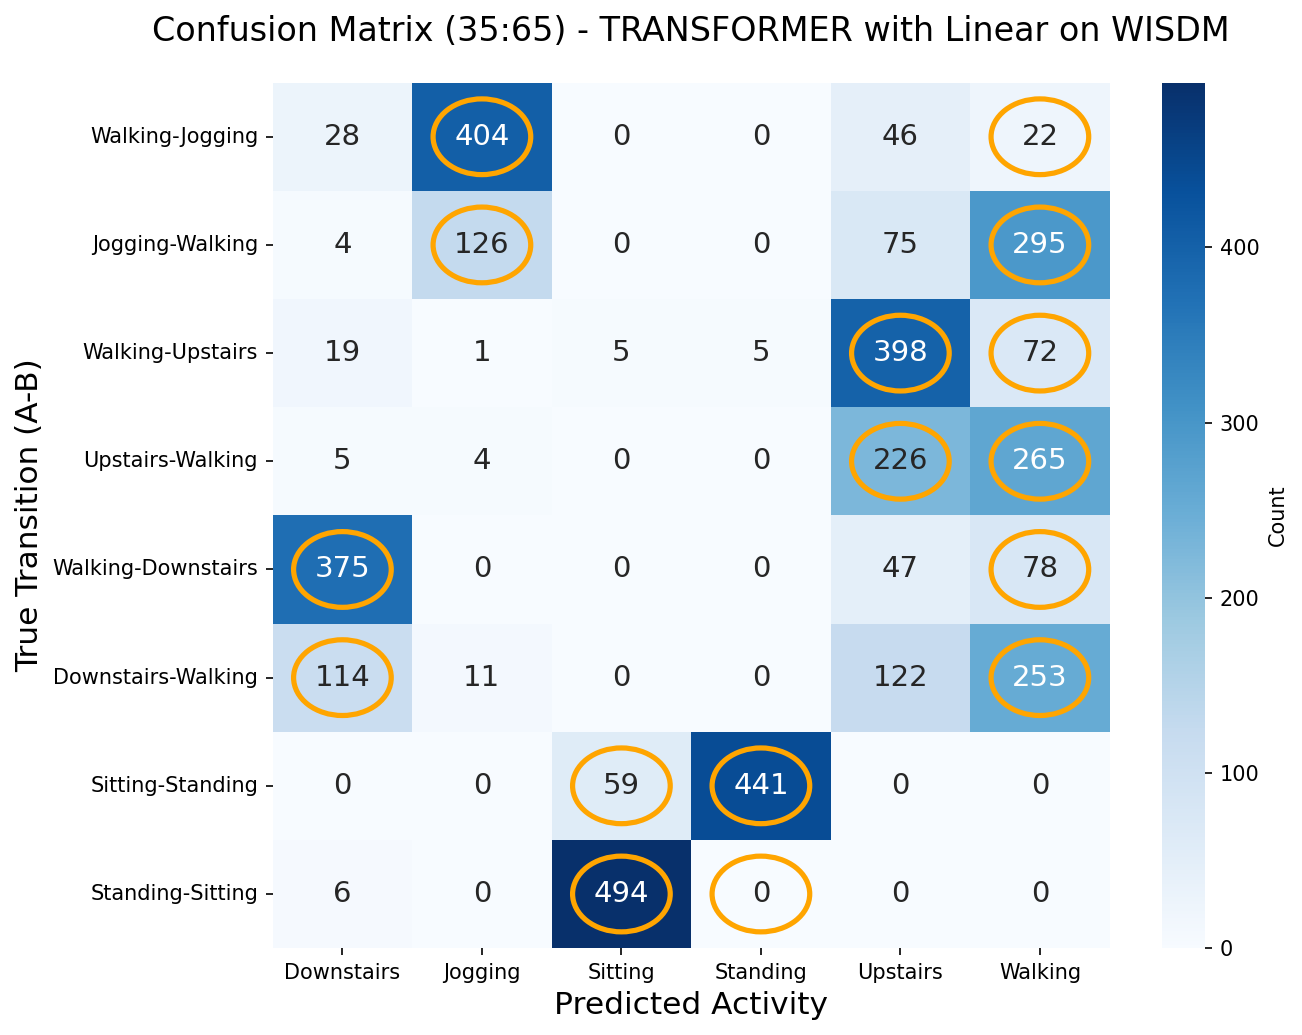 Confusion Matrix (35:65) - TRANSFORMER with Linear on WISDM
True Transition (A-B)
Walking-Jogging 28 404 0 0 46 22
Jogging-Walking 4 126 0 0 75 295
Walking-Upstairs 19 1 5 5 398 72
Upstairs-Walking 5 4 0 0 226 265
Walking-Downstairs 375 0 0 0 47 78
Downstairs-Walking 114 11 0 0 122 253
Sitting-Standing 0 0 59 441 0 0
Standing-Sitting 6 0 494 0 0 0
Downstairs Jogging Sitting Standing Upstairs Walking
Predicted Activity
400
300
200
100
0
Count